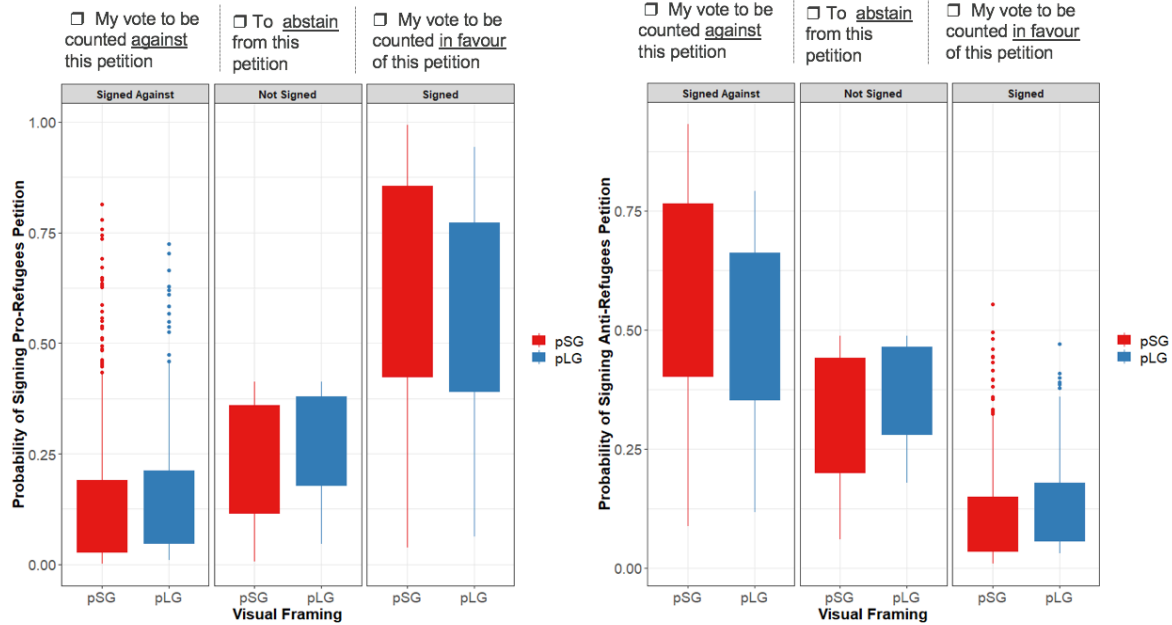 ☐ My vote to be
counted against
this petition
☐ To abstain
from this
petition
☐ My vote to be
counted in favour
of this petition
Signed Against
Not Signed
Signed
Probability of Signing Pro-Refugees Petition
1.00
0.75
0.50
0.25
0.00
pSG
pLG
pSG
pLG
pSG
pLG
Visual Framing
pSG
pLG
☐ My vote to be
counted against
this petition
☐ To abstain
from this
petition
☐ My vote to be
counted in favour
of this petition
Signed Against
Not Signed
Signed
Probability of Signing Anti-Refugees Petition
0.75
0.50
0.25
0.00
pSG
pLG
pSG
pLG
pSG
pLG
Visual Framing
pSG
pLG